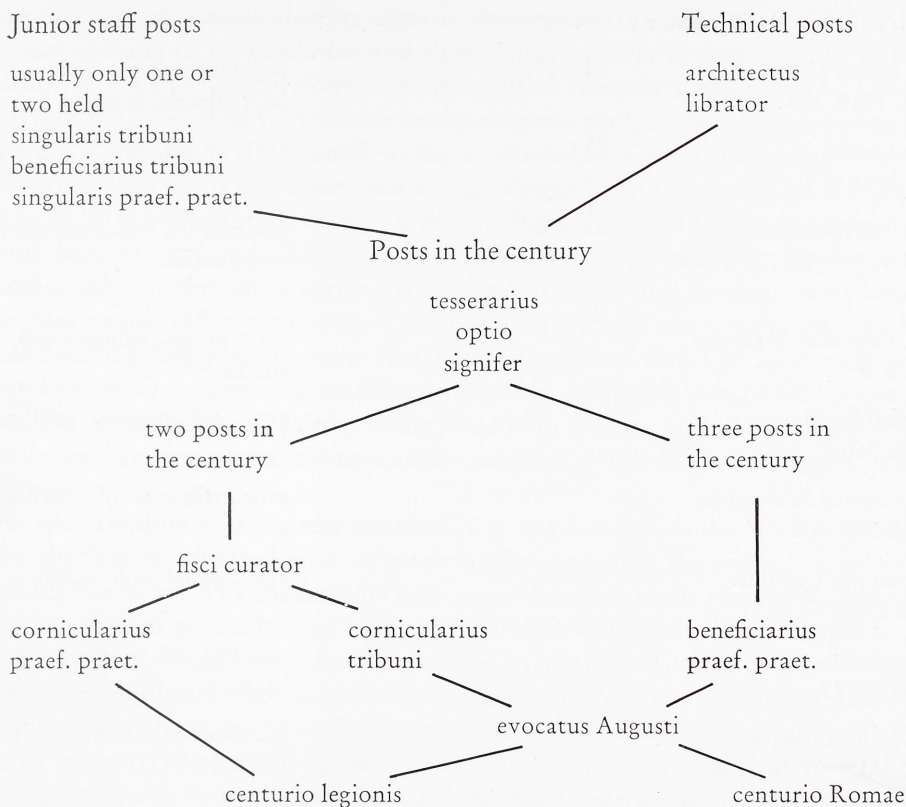 Junior staff posts
usually only one or
two held
singularis tribuni
beneficiarius tribuni
singularis praef. praet.
Technical posts
architectus
librator
Posts in the century
tesserarius
optio
signifer
two posts in
the century
three posts in
the century
fisci curator
cornicularius
praef. praet.
cornicularius
tribuni
beneficiarius
praef. praet.
evocatus Augusti
centurio legionis
centurio Romae